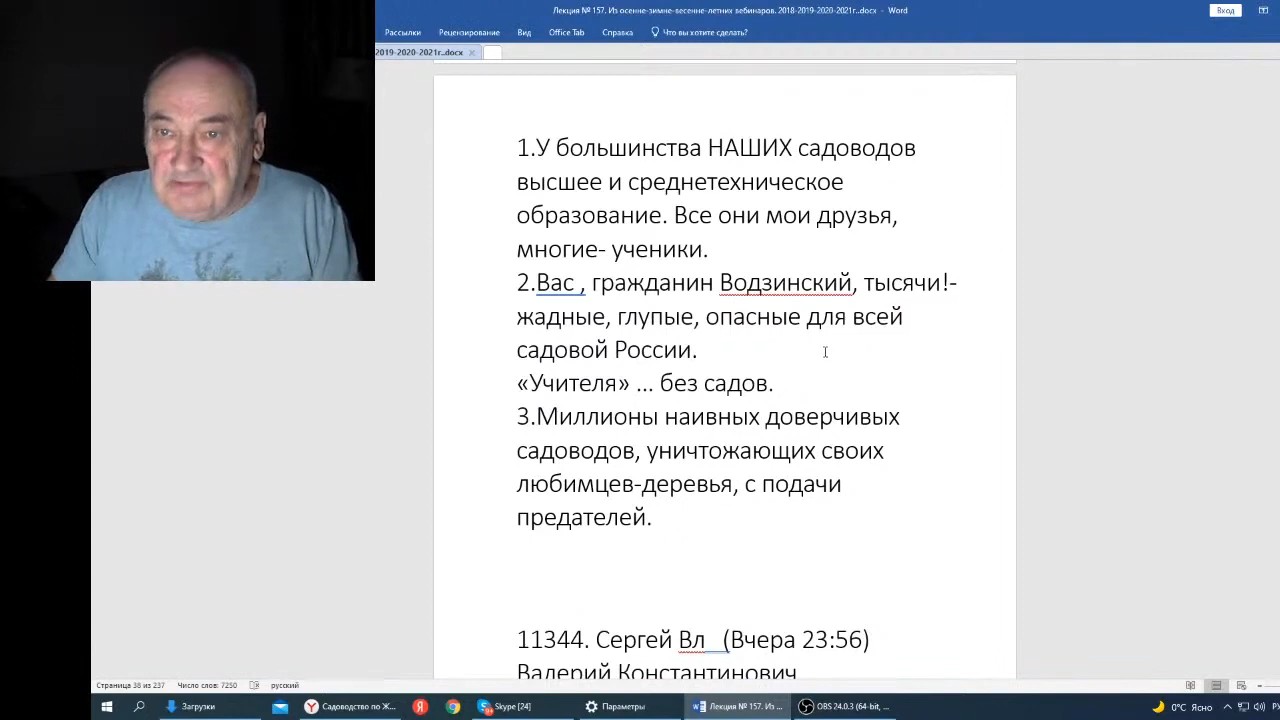 Лекция № 157. Из осенне-зимне-весенне-летних вебинаров. 2018-2019-2020-2021г..docx - Word
Вход
Рассылки Рецензирование Вид Office Tab Справка Что вы хотите сделать?
2019-2020-2021г..docx
1.У большинства НАШИХ садоводов
высшее и среднетехническое
образование. Все они мои друзья,
многие- ученики.
2.Вас , гражданин Водзинский, тысячи!-
жадные, глупые, опасные для всей
садовой России.
«Учителя» ... без садов.
3.Миллионы наивных доверчивых
садоводов, уничтожающих своих
любимцев-деревья, с подачи
предателей.
11344. Сергей Вл (Вчера 23:56)
Валерий Константинович
Страница 38 из 237 Число слов: 7250 русский
Загрузки Садоводство по Ж... Skype [24] Параметры Лекция № 157. Из ... OBS 24.0.3 (64-bit, ... 0°C Ясно